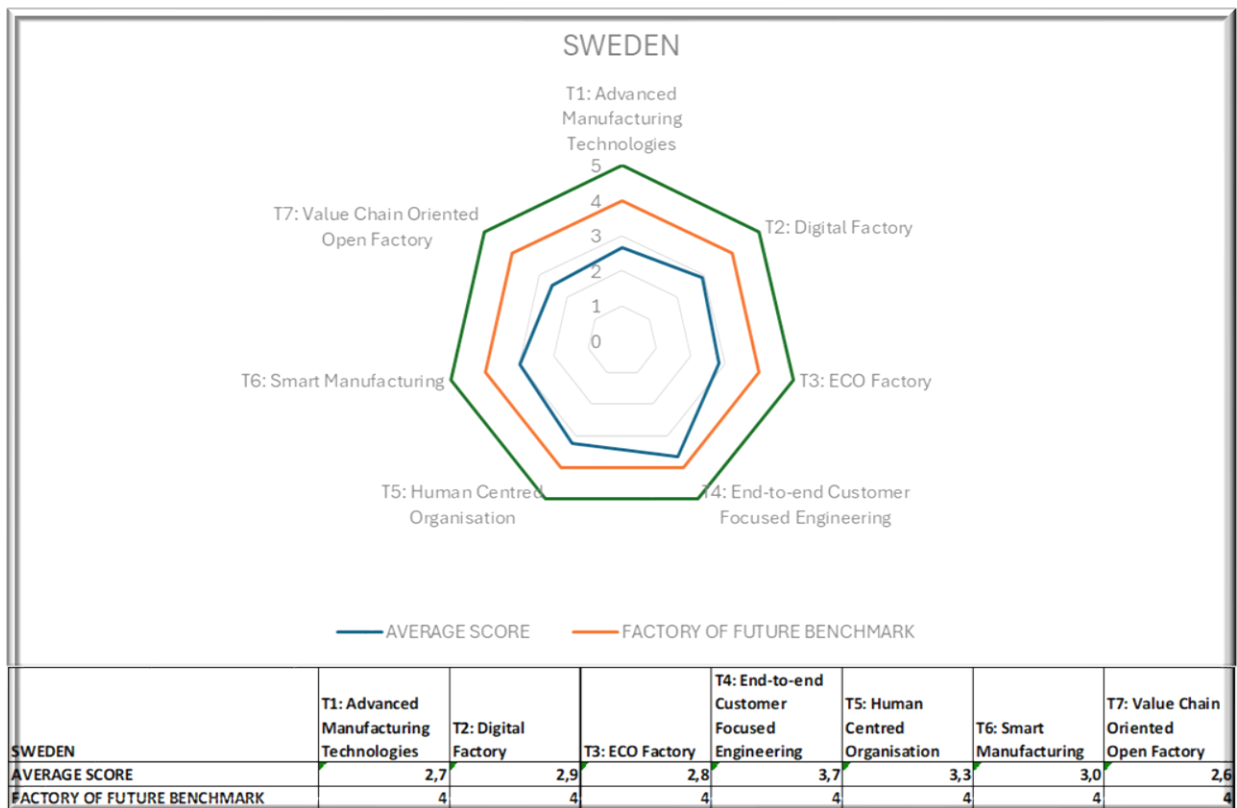 SWEDEN
T1: Advanced
Manufacturing
Technologies
5
4
3
2
1
0
T7: Value Chain Oriented
Open Factory
T2: Digital Factory
T6: Smart Manufacturing
T3: ECO Factory
T5: Human Centred
Organisation
T4: End-to-end Customer
Focused Engineering
AVERAGE SCORE
FACTORY OF FUTURE BENCHMARK
SWEDEN
T1: Advanced
Manufacturing
Technologies
T2: Digital
Factory
T3: ECO Factory
T4: End-to-end
Customer
Focused
Engineering
T5: Human
Centred
Organisation
T6: Smart
Manufacturing
T7: Value Chain
Oriented
Open Factory
AVERAGE SCORE 2,7 2,9 2,8 3,7 3,3 3,0 2,6
FACTORY OF FUTURE BENCHMARK 4 4 4 4 4 4 4